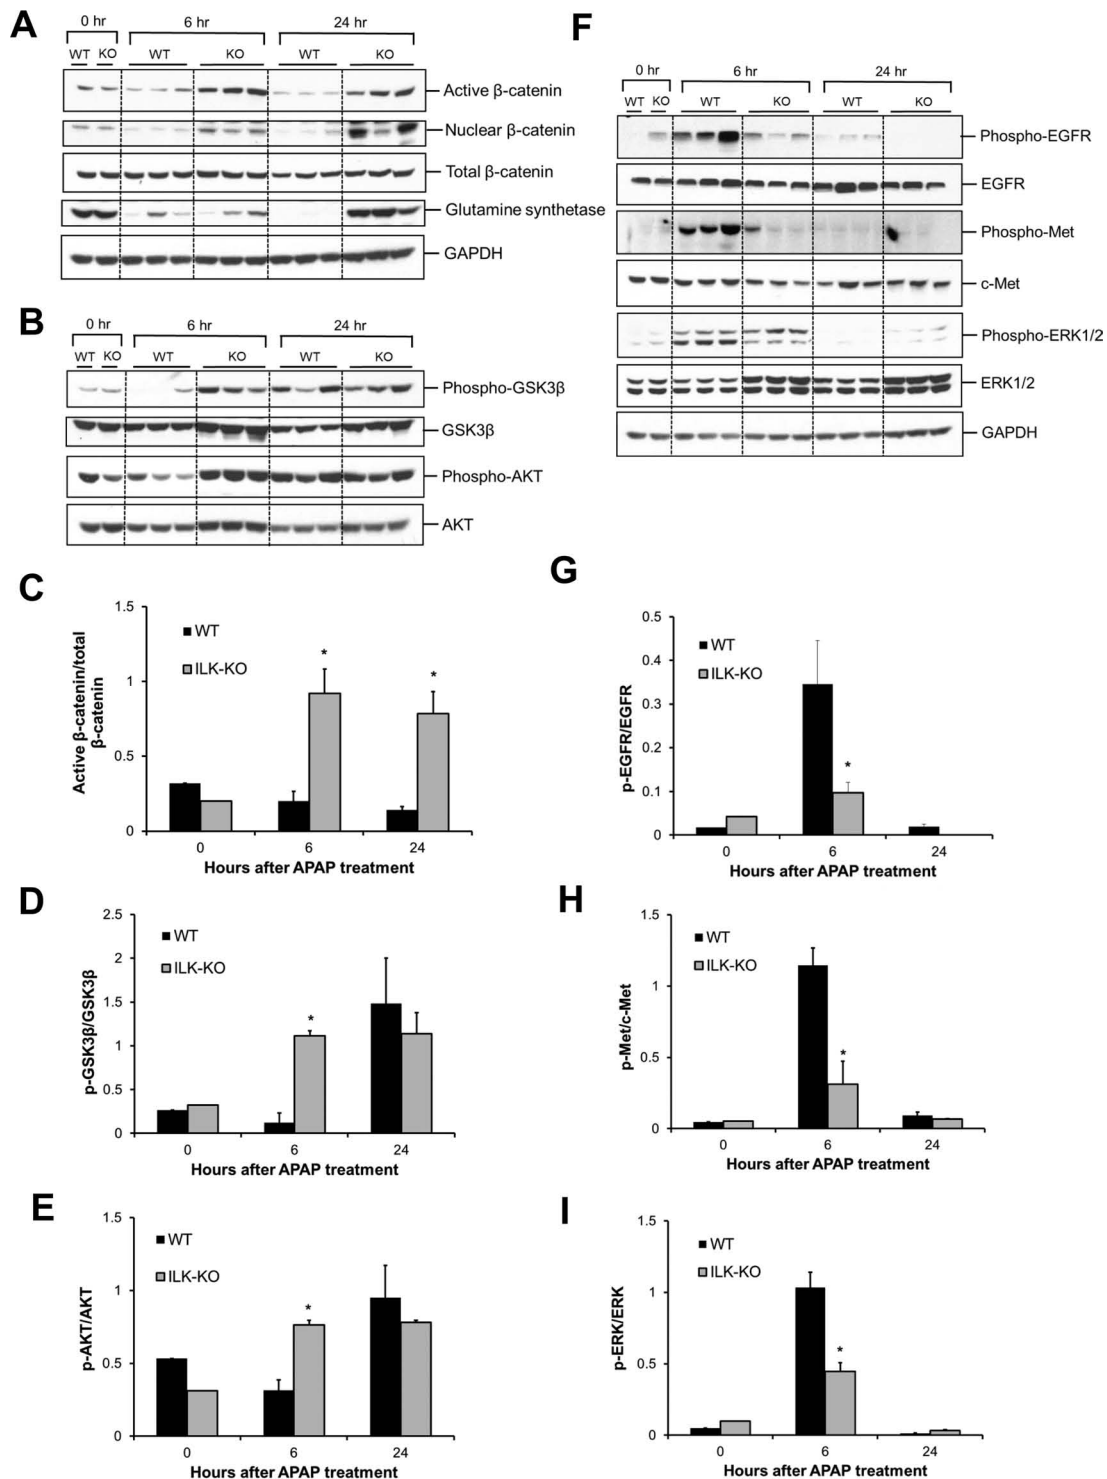 A
0 hr 6 hr 24 hr
WT KO WT KO WT KO
Active β-catenin
Nuclear β-catenin
Total β-catenin
Glutamine synthetase
GAPDH
B
0 hr 6 hr 24 hr
WT KO WT KO WT KO
Phospho-GSK3β
GSK3β
Phospho-AKT
AKT
C
Active β-catenin/total
β-catenin
1.5
1
0.5
0
WT
ILK-KO
*
*
0 6 24
Hours after APAP treatment
D
p-GSK3β/GSK3β
2.5
2
1.5
1
0.5
0
WT
ILK-KO
*
0 6 24
Hours after APAP treatment
E
p-AKT/AKT
1.5
1
0.5
0
WT
ILK-KO
*
0 6 24
Hours after APAP treatment
F
0 hr 6 hr 24 hr
WT KO WT KO WT KO
Phospho-EGFR
EGFR
Phospho-Met
c-Met
Phospho-ERK1/2
ERK1/2
GAPDH
G
p-EGFR/EGFR
0.5
0.4
0.3
0.2
0.1
0
WT
ILK-KO
*
0 6 24
Hours after APAP treatment
H
p-Met/c-Met
1.5
1
0.5
0
WT
ILK-KO
*
0 6 24
Hours after APAP treatment
I
p-ERK/ERK
1.5
1
0.5
0
WT
ILK-KO
*
0 6 24
Hours after APAP treatment